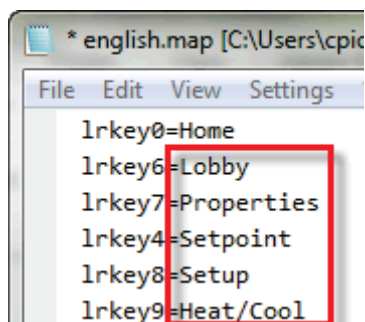 * english.map [C:\Users\cpic
File Edit View Settings
lrkey0=Home
lrkey6=Lobby
lrkey7=Properties
lrkey4=Setpoint
lrkey8=Setup
lrkey9=Heat/Cool